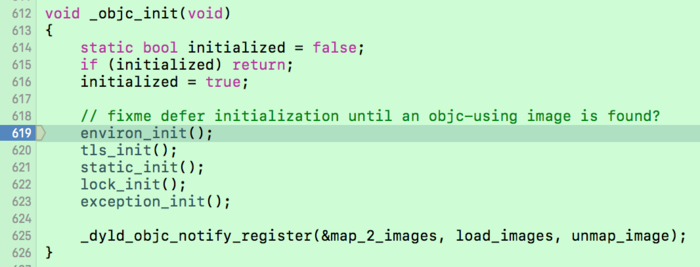 612 void _objc_init(void)
613 {
614     static bool initialized = false;
615     if (initialized) return;
616     initialized = true;
617
618     // fixme defer initialization until an objc-using image is found?
619     environ_init();
620     tls_init();
621     static_init();
622     lock_init();
623     exception_init();
624
625     _dyld_objc_notify_register(&map_2_images, load_images, unmap_image);
626 }